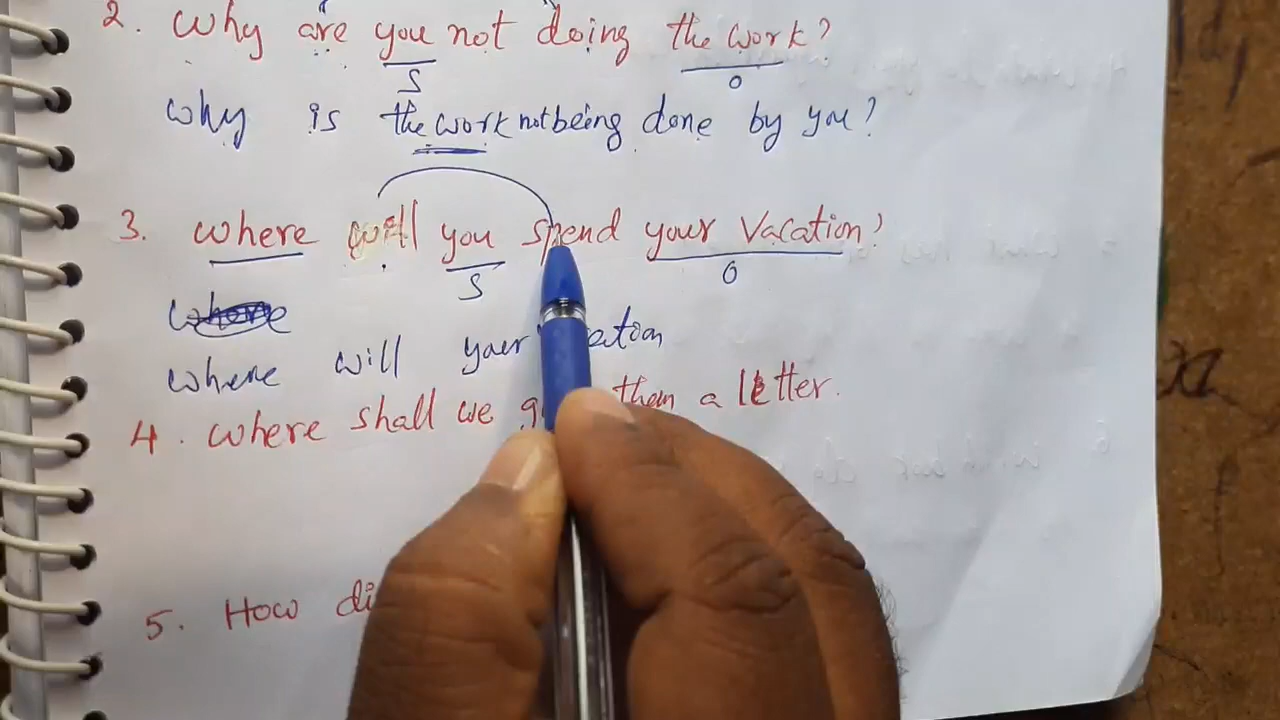 2. Why are you not doing the work?
S O
Why is the work not being done by you?
3. where will you spend your Vacation?
S O
where will your
4. where shall we them a letter.
5. How